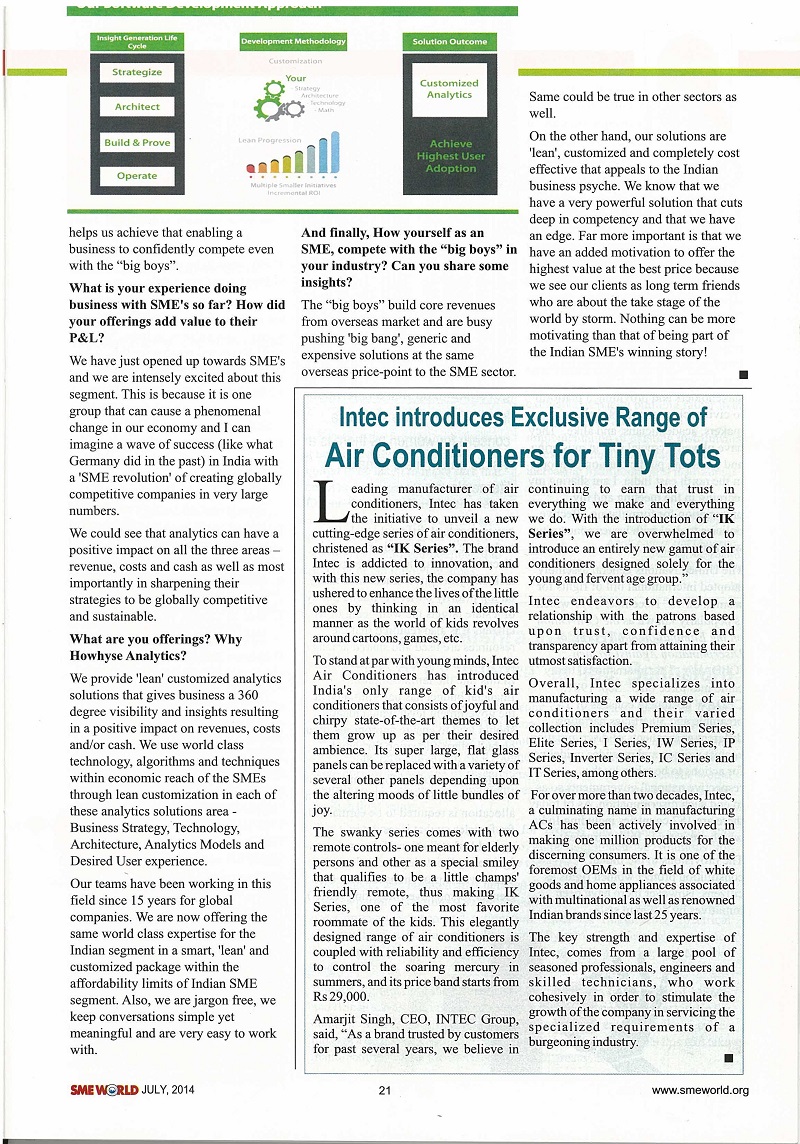 Our Software Development Approach
Insight Generation Life
Cycle
Strategize
Architect
Build & Prove
Operate
Development Methodology
Customization
Your
- Strategy
Architecture
- Technology
- Math
Lean Progression
Multiple Smaller Initiatives
Incremental ROI
Solution Outcome
Customized
Analytics
Achieve
Highest User
Adoption
helps us achieve that enabling a
business to confidently compete even
with the “big boys”.
What is your experience doing
business with SME's so far? How did
your offerings add value to their
P&L?
We have just opened up towards SME's
and we are intensely excited about this
segment. This is because it is one
group that can cause a phenomenal
change in our economy and I can
imagine a wave of success (like what
Germany did in the past) in India with
a 'SME revolution' of creating globally
competitive companies in very large
numbers.
We could see that analytics can have a
positive impact on all the three areas –
revenue, costs and cash as well as most
importantly in sharpening their
strategies to be globally competitive
and sustainable.
What are you offerings? Why
Howhyse Analytics?
We provide 'lean' customized analytics
solutions that gives business a 360
degree visibility and insights resulting
in a positive impact on revenues, costs
and/or cash. We use world class
technology, algorithms and techniques
within economic reach of the SMEs
through lean customization in each of
these analytics solutions area -
Business Strategy, Technology,
Architecture, Analytics Models and
Desired User experience.
Our teams have been working in this
field since 15 years for global
companies. We are now offering the
same world class expertise for the
Indian segment in a smart, 'lean' and
customized package within the
affordability limits of Indian SME
segment. Also, we are jargon free, we
keep conversations simple yet
meaningful and are very easy to work
with.
And finally, How yourself as an
SME, compete with the “big boys” in
your industry? Can you share some
insights?
The “big boys” build core revenues
from overseas market and are busy
pushing 'big bang', generic and
expensive solutions at the same
overseas price-point to the SME sector.
Same could be true in other sectors as
well.
On the other hand, our solutions are
'lean', customized and completely cost
effective that appeals to the Indian
business psyche. We know that we
have a very powerful solution that cuts
deep in competency and that we have
an edge. Far more important is that we
have an added motivation to offer the
highest value at the best price because
we see our clients as long term friends
who are about the take stage of the
world by storm. Nothing can be more
motivating than that of being part of
the Indian SME's winning story!
Intec introduces Exclusive Range of
Air Conditioners for Tiny Tots
Leading manufacturer of air
conditioners, Intec has taken
the initiative to unveil a new
cutting-edge series of air conditioners,
christened as “IK Series”. The brand
Intec is addicted to innovation, and
with this new series, the company has
ushered to enhance the lives of the little
ones by thinking in an identical
manner as the world of kids revolves
around cartoons, games, etc.
To stand at par with young minds, Intec
Air Conditioners has introduced
India's only range of kid's air
conditioners that consists of joyful and
chirpy state-of-the-art themes to let
them grow up as per their desired
ambience. Its super large, flat glass
panels can be replaced with a variety of
several other panels depending upon
the altering moods of little bundles of
joy.
The swanky series comes with two
remote controls- one meant for elderly
persons and other as a special smiley
that qualifies to be a little champs'
friendly remote, thus making IK
Series, one of the most favorite
roommate of the kids. This elegantly
designed range of air conditioners is
coupled with reliability and efficiency
to control the soaring mercury in
summers, and its price band starts from
Rs 29,000.
Amarjit Singh, CEO, INTEC Group,
said, “As a brand trusted by customers
for past several years, we believe in
continuing to earn that trust in
everything we make and everything
we do. With the introduction of “IK
Series”, we are overwhelmed to
introduce an entirely new gamut of air
conditioners designed solely for the
young and fervent age group.”
Intec endeavors to develop a
relationship with the patrons based
upon trust, confidence and
transparency apart from attaining their
utmost satisfaction.
Overall, Intec specializes into
manufacturing a wide range of air
conditioners and their varied
collection includes Premium Series,
Elite Series, I Series, IW Series, IP
Series, Inverter Series, IC Series and
IT Series, among others.
For over more than two decades, Intec,
a culminating name in manufacturing
ACs has been actively involved in
making one million products for the
discerning consumers. It is one of the
foremost OEMs in the field of white
goods and home appliances associated
with multinational as well as renowned
Indian brands since last 25 years.
The key strength and expertise of
Intec, comes from a large pool of
seasoned professionals, engineers and
skilled technicians, who work
cohesively in order to stimulate the
growth of the company in servicing the
specialized requirements of a
burgeoning industry.
SME WORLD JULY, 2014
21
www.smeworld.org